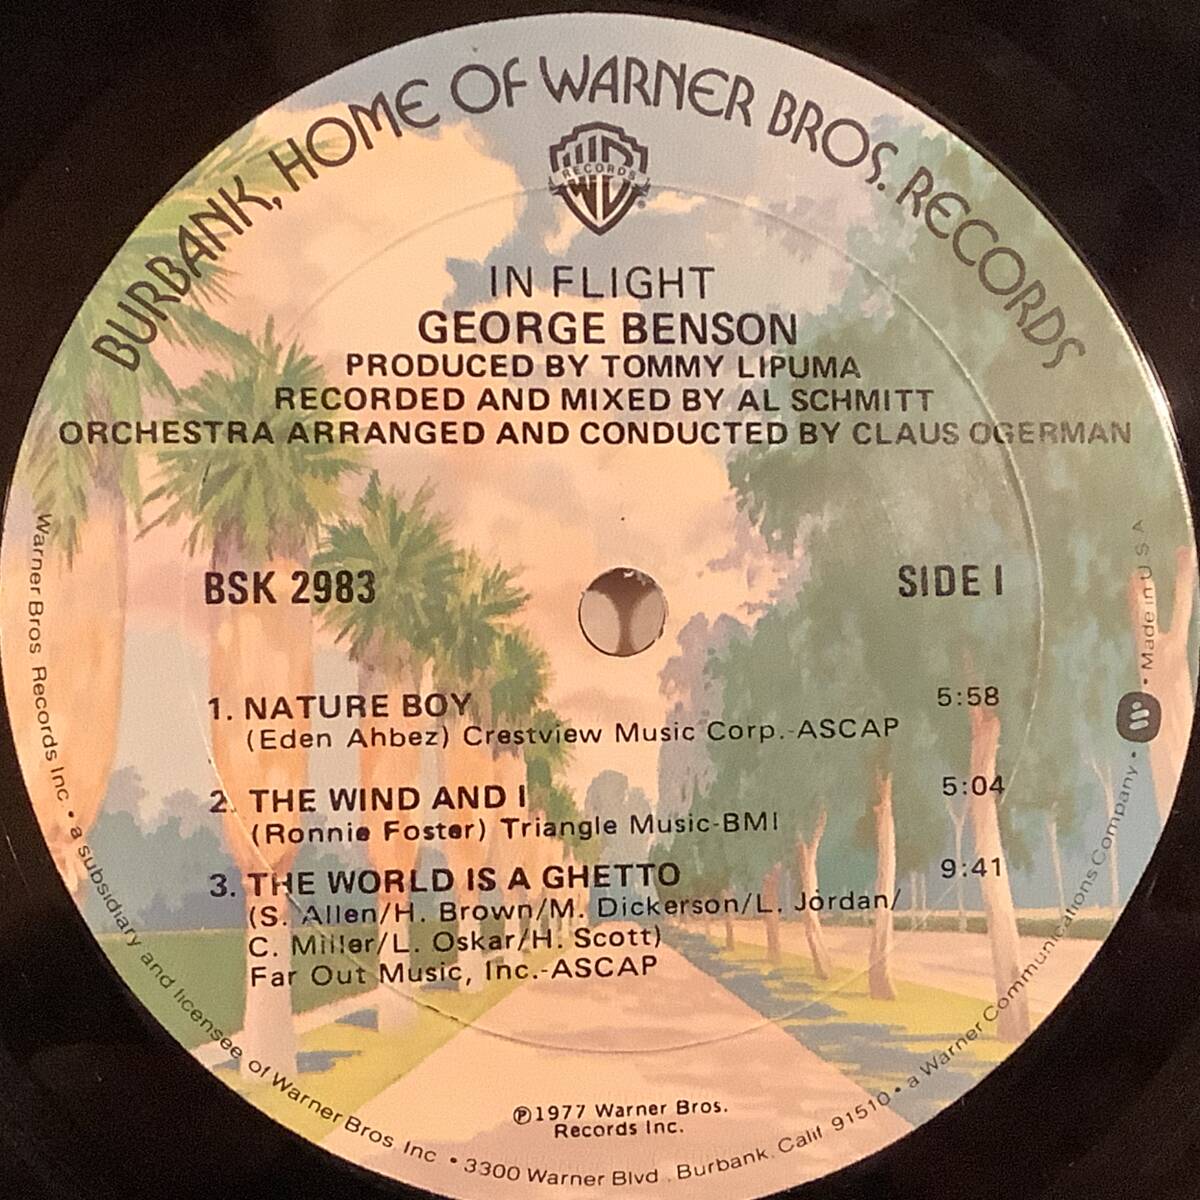 BURBANK, HOME OF WARNER BROS. RECORDS
WB
RECORDS
IN FLIGHT
GEORGE BENSON
PRODUCED BY TOMMY LIPUMA
RECORDED AND MIXED BY AL SCHMITT
ORCHESTRA ARRANGED AND CONDUCTED BY CLAUS OGERMAN
BSK 2983
SIDE 1
1. NATURE BOY 5:58
(Eden Ahbez) Crestview Music Corp.-ASCAP
2. THE WIND AND I 5:04
(Ronnie Foster) Triangle Music-BMI
3. THE WORLD IS A GHETTO 9:41
(S. Allen/H. Brown/M. Dickerson/L. Jordan/
C. Miller/L. Oskar/H. Scott)
Far Out Music, Inc.-ASCAP
℗1977 Warner Bros.
Records Inc.
Warner Bros. Records Inc. • a subsidiary and licensee of Warner Bros. Inc • 3300 Warner Blvd., Burbank, Calif. 91510 • a Warner Communications Company • W • Made in U S A